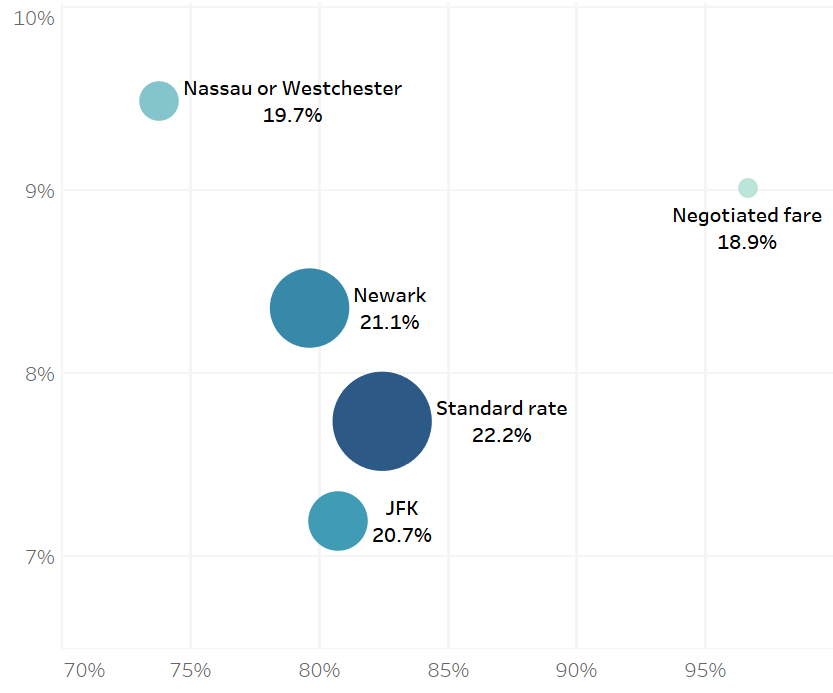 10%
Nassau or Westchester
19.7%
9%
Negotiated fare
18.9%
Newark
21.1%
8%
Standard rate
22.2%
JFK
20.7%
7%
70% 75% 80% 85% 90% 95%